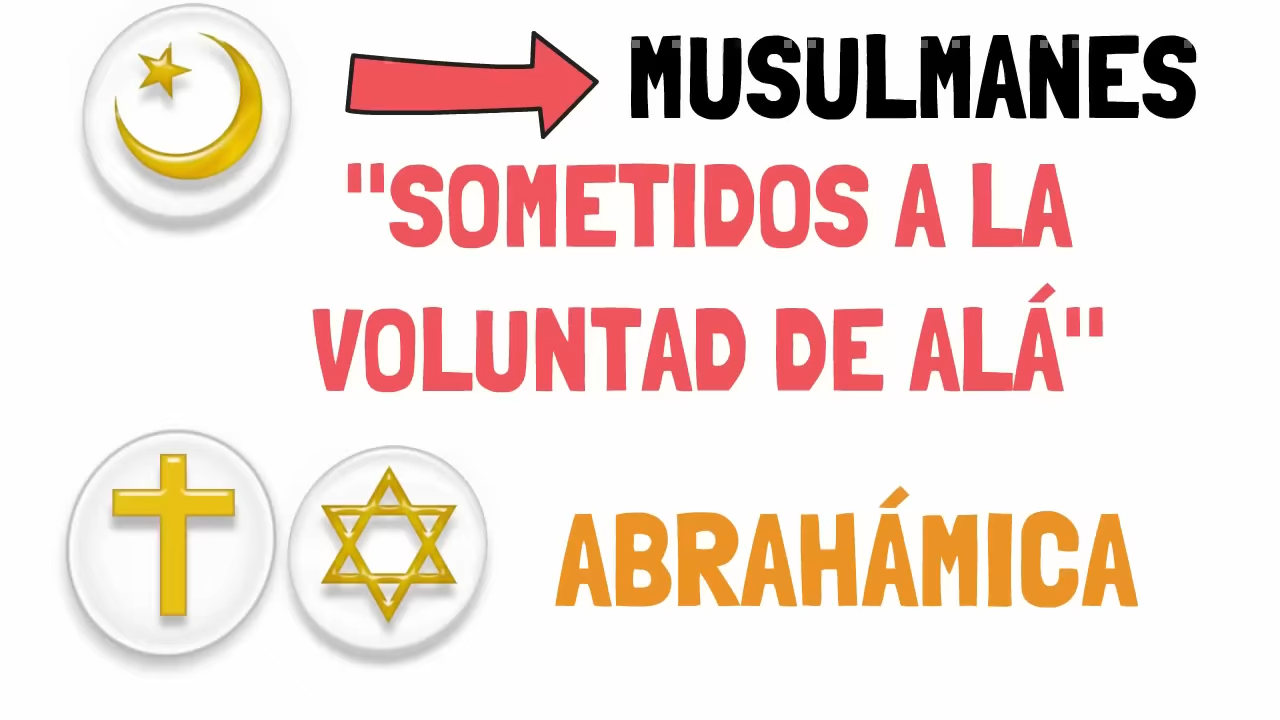 MUSULMANES
"SOMETIDOS A LA
VOLUNTAD DE ALÁ"
ABRAHÁMICA